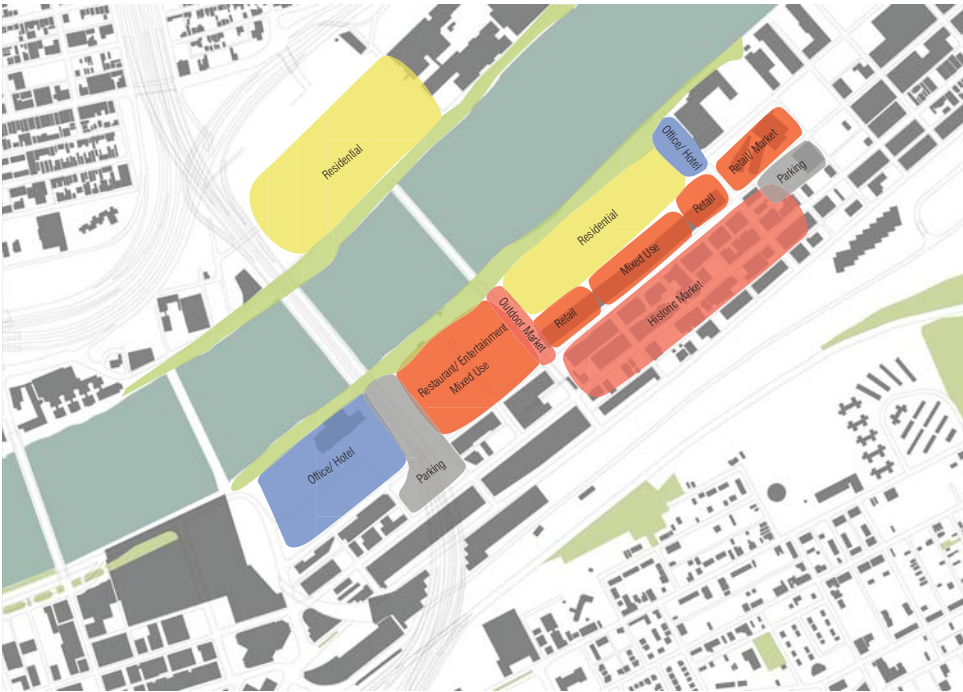 Residential
Office/ Hotel
Retail/ Market
Parking
Retail
Residential
Mixed Use
Historic Market
Outdoor Market
Retail
Restaurant/ Entertainment
Mixed Use
Office/ Hotel
Parking